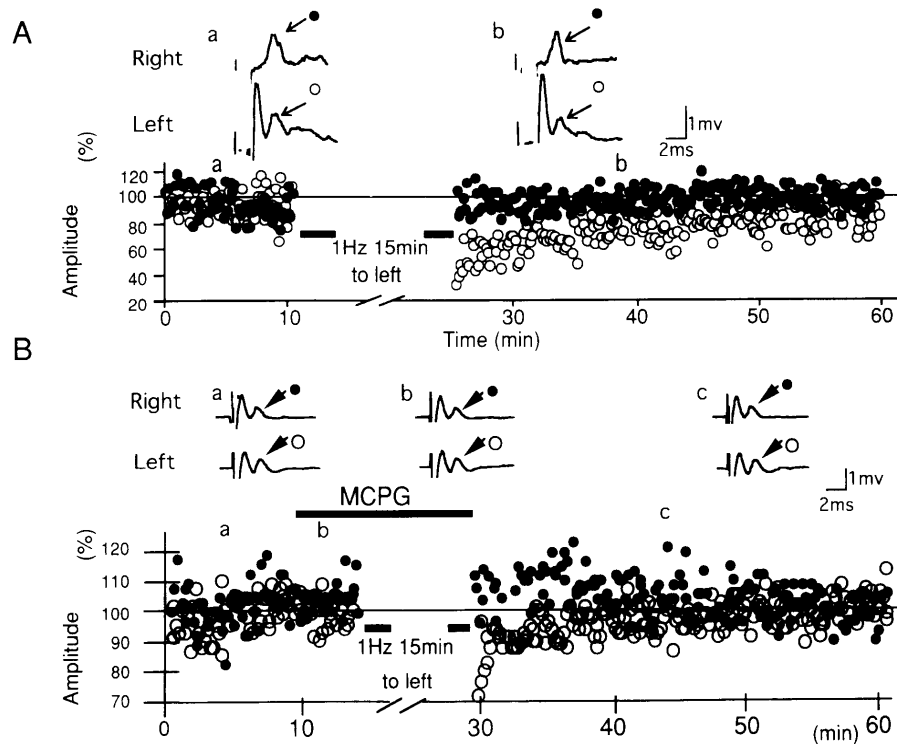 A
a
b
Right
Left
1mv
2ms
(%)
Amplitude
120
100
80
60
40
20
a
b
1Hz 15min
to left
0
10
30
40
50
60
Time (min)
B
a
b
c
Right
Left
1mv
2ms
MCPG
(%)
Amplitude
a
b
c
120
110
100
90
80
70
1Hz 15min
to left
0
10
30
40
50
60
(min)